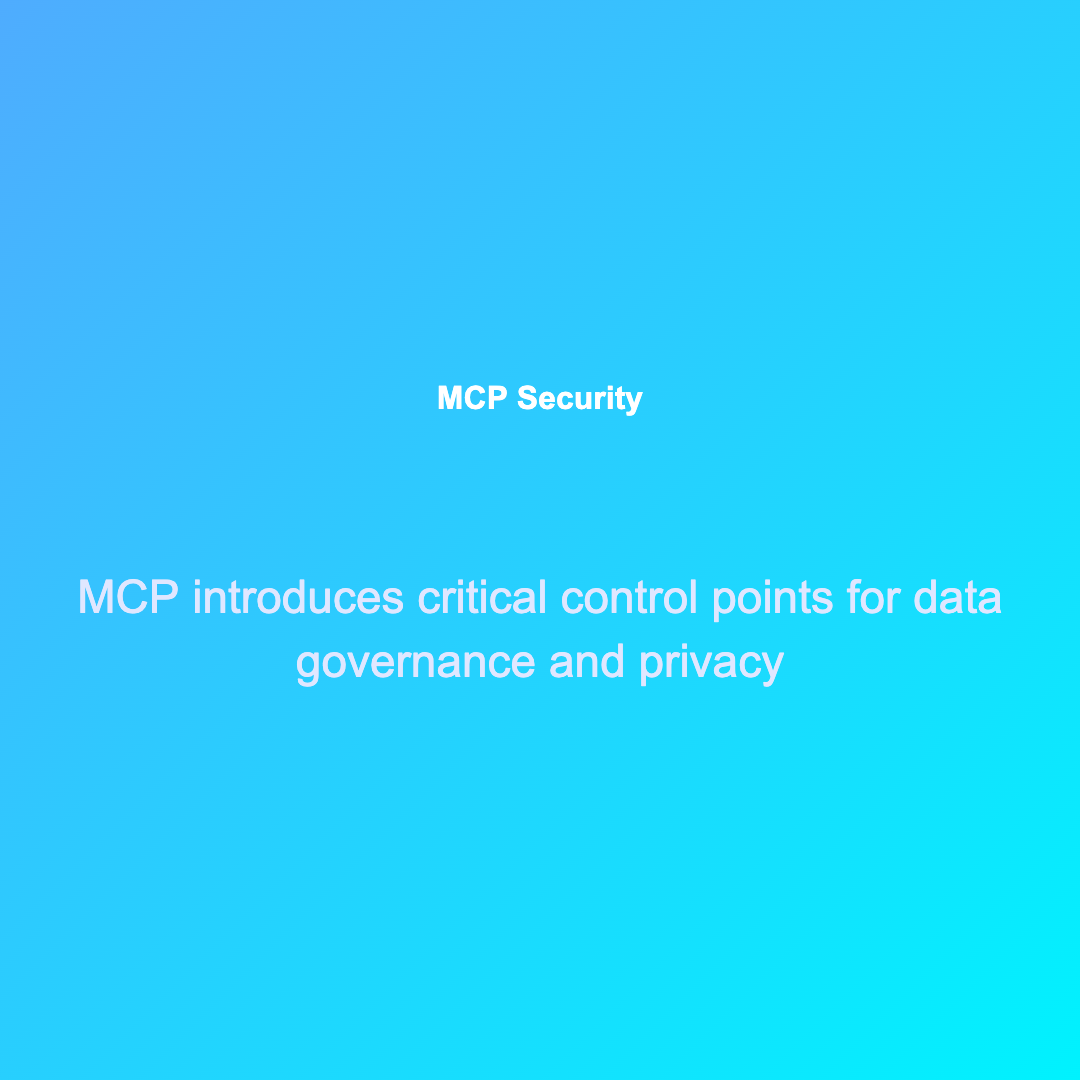 MCP Security
MCP introduces critical control points for data
governance and privacy